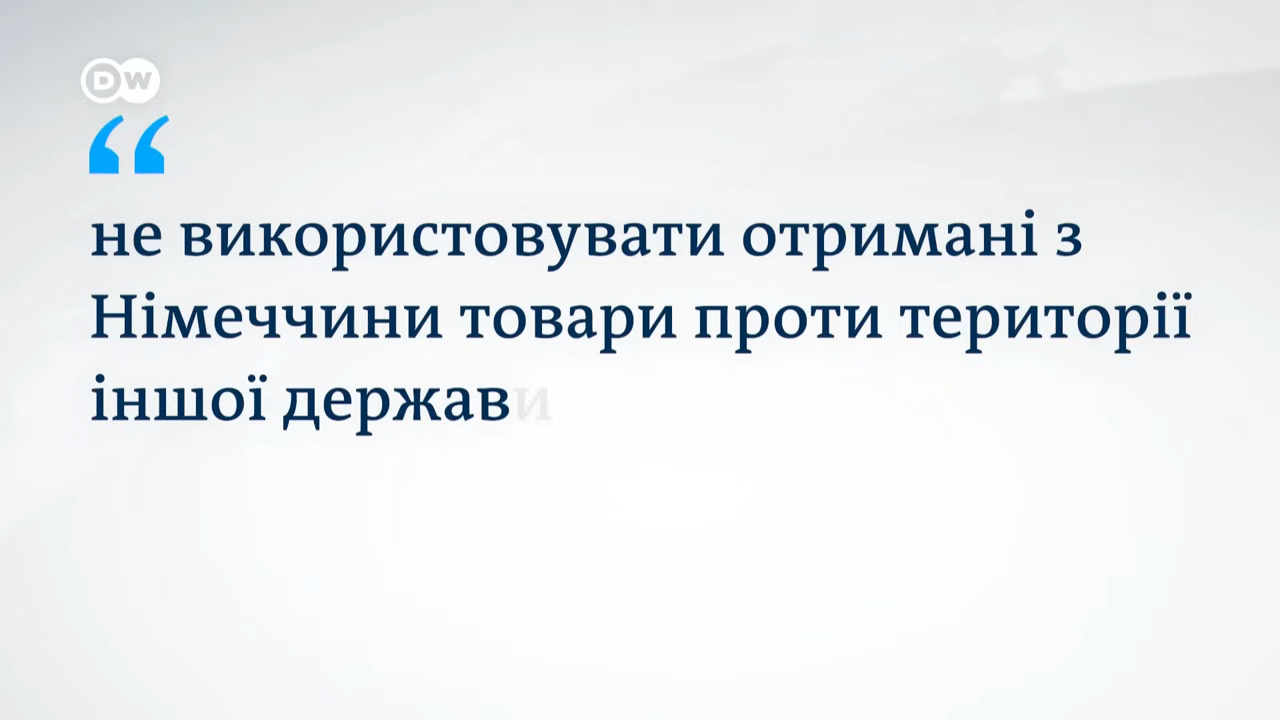 DW
“
не використовувати отримані з
Німеччини товари проти території
іншої держави